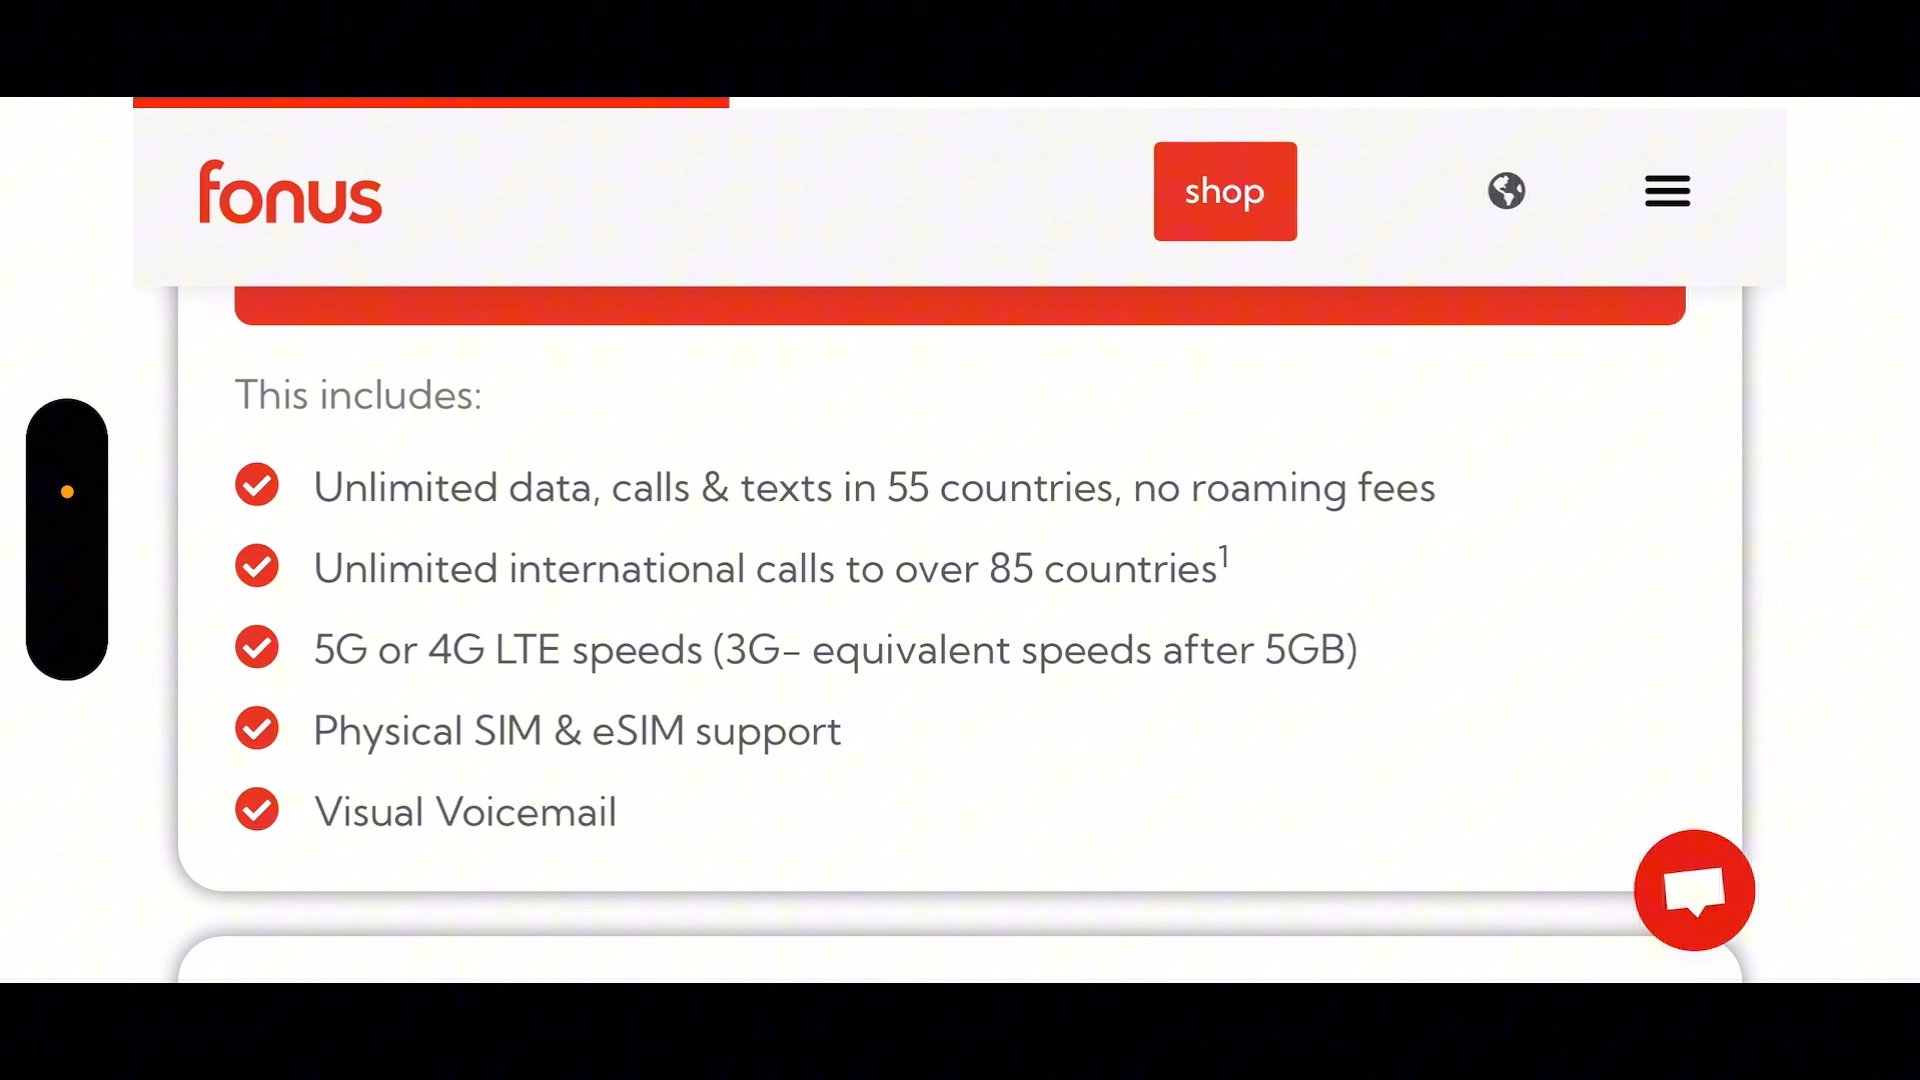 fonus
shop
This includes:
Unlimited data, calls & texts in 55 countries, no roaming fees
Unlimited international calls to over 85 countries¹
5G or 4G LTE speeds (3G– equivalent speeds after 5GB)
Physical SIM & eSIM support
Visual Voicemail